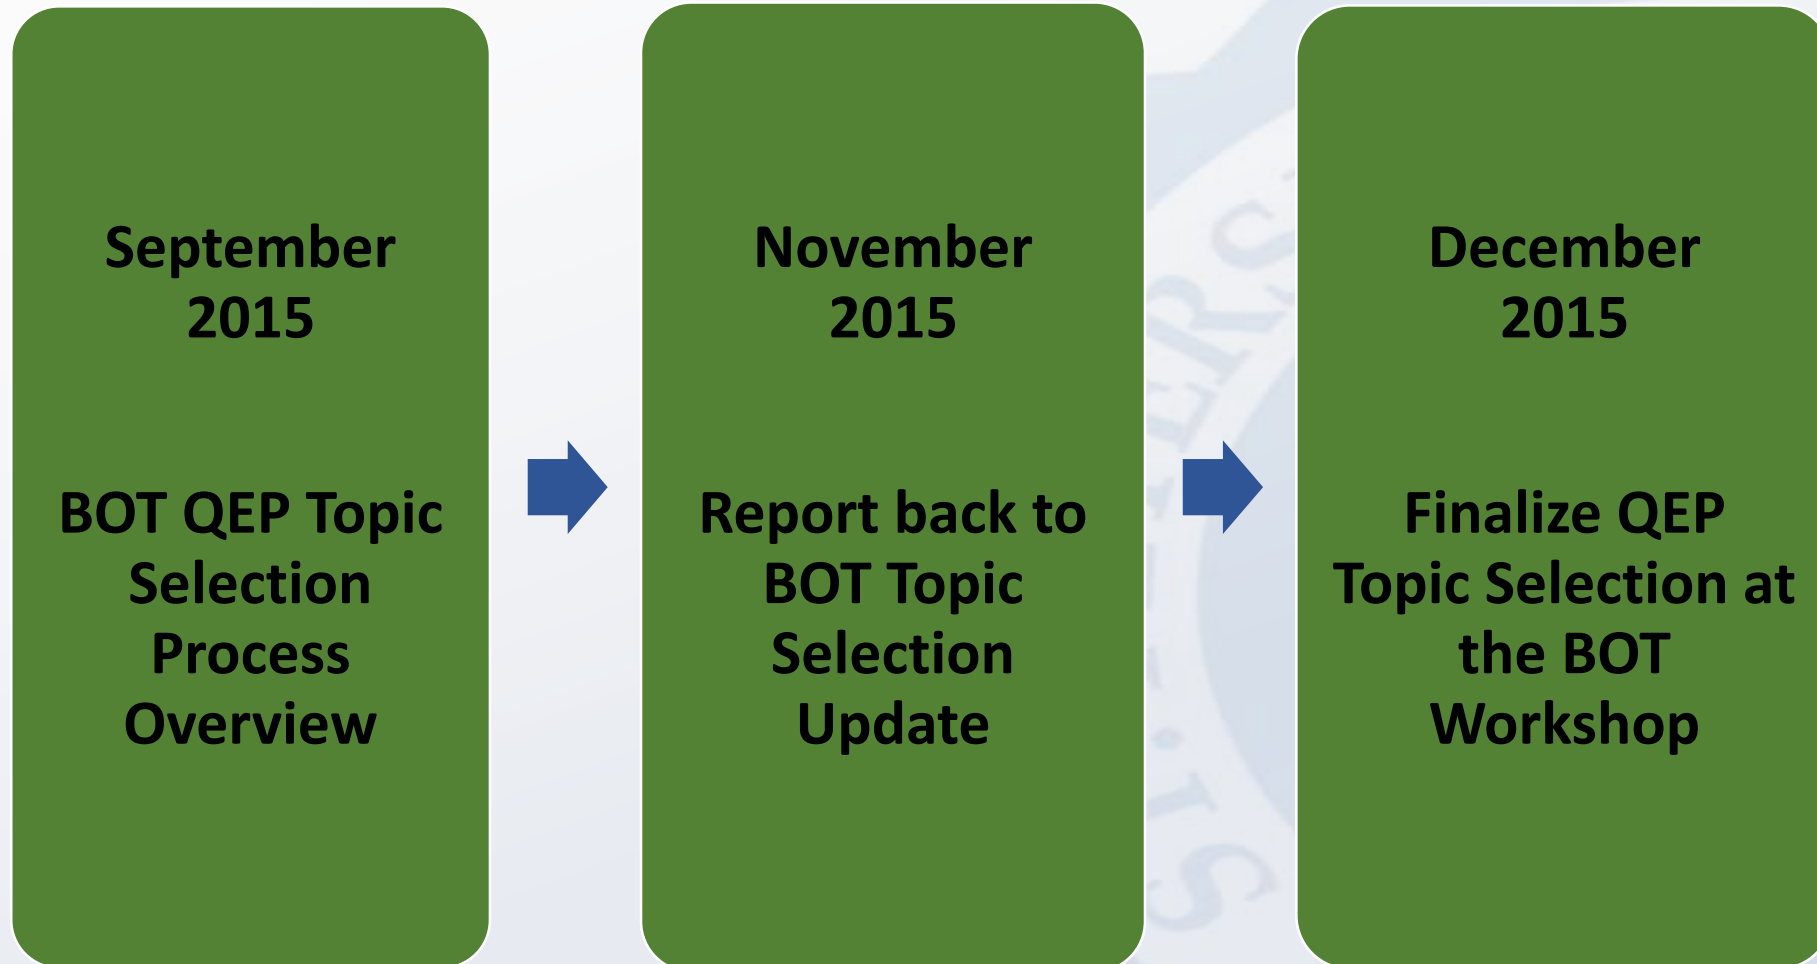 September
2015
BOT QEP Topic
Selection
Process
Overview
November
2015
Report back to
BOT Topic
Selection
Update
December
2015
Finalize QEP
Topic Selection at
the BOT
Workshop